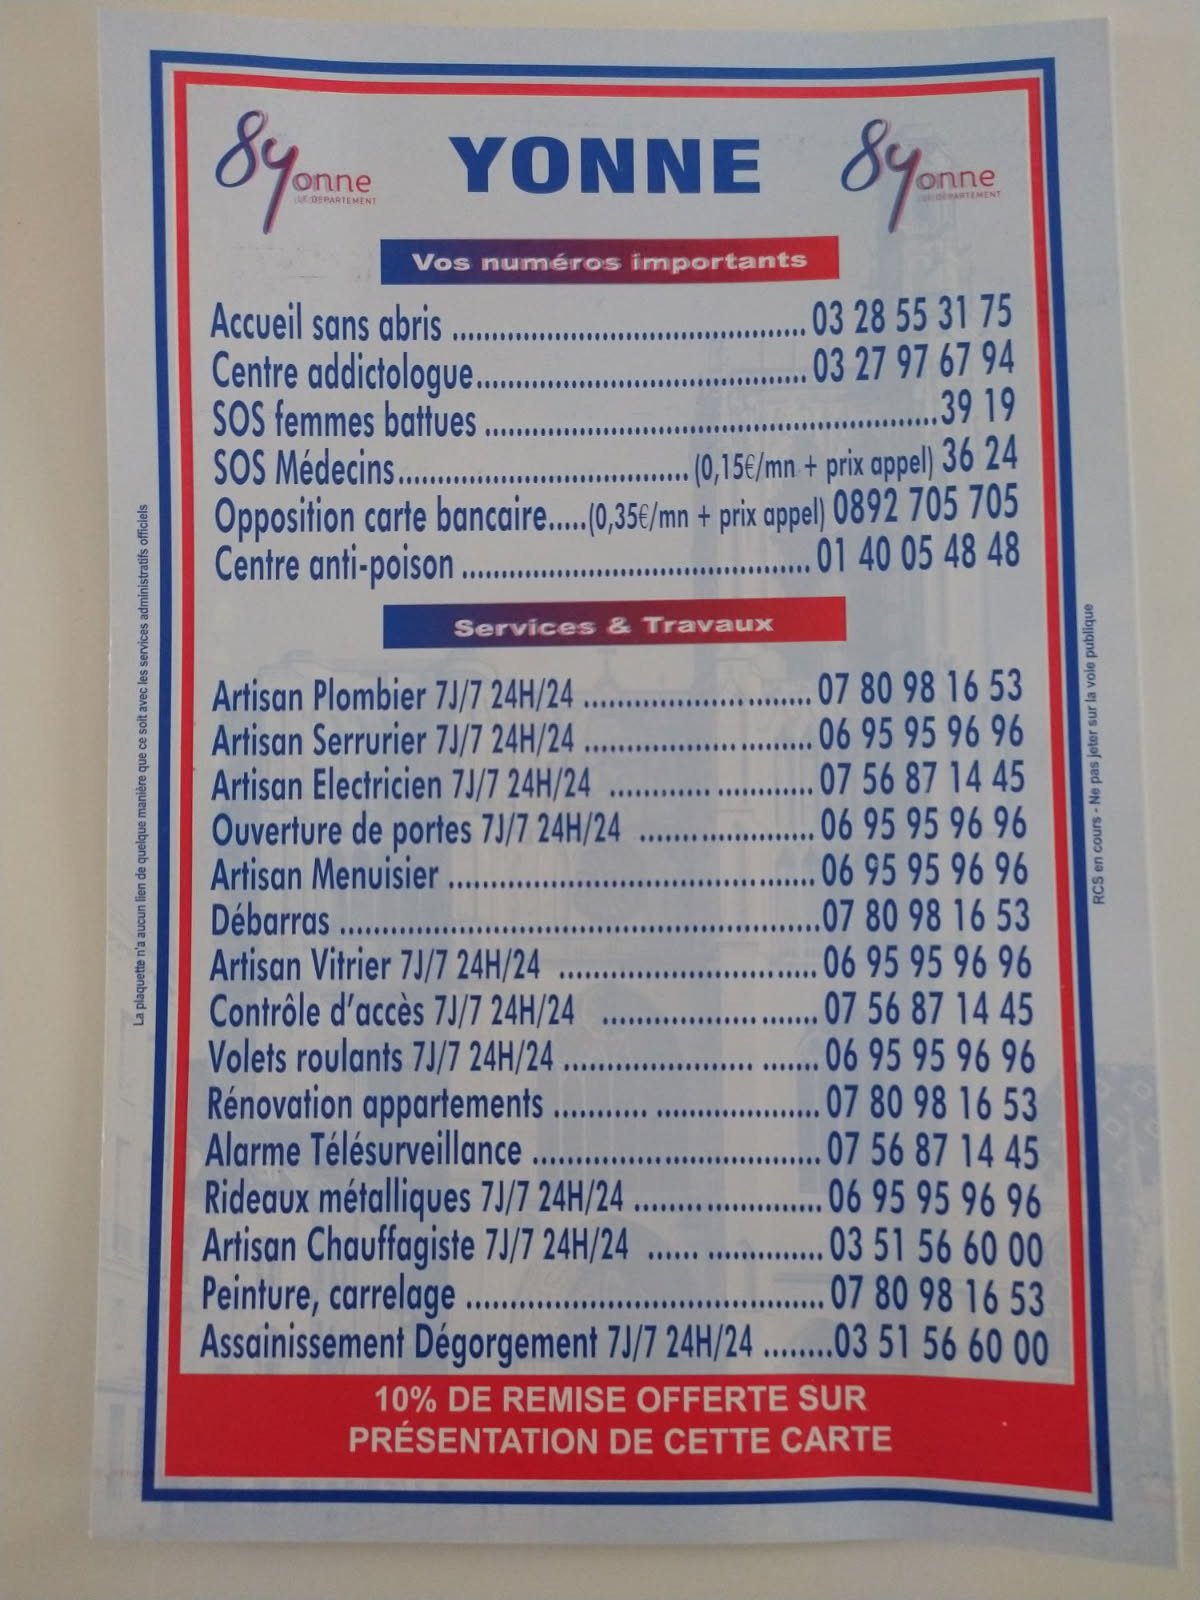 89 yonne
LE DÉPARTEMENT
YONNE
89 yonne
LE DÉPARTEMENT
Vos numéros importants
Accueil sans abris ........................................ 03 28 55 31 75
Centre addictologue...................................... 03 27 97 67 94
SOS femmes battues ....................................................39 19
SOS Médecins................................. (0,15€/mn + prix appel) 36 24
Opposition carte bancaire.....(0,35€/mn + prix appel) 0892 705 705
Centre anti-poison ........................................ 01 40 05 48 48
Services & Travaux
Artisan Plombier 7J/7 24H/24 .......................... 07 80 98 16 53
Artisan Serrurier 7J/7 24H/24 .......................... 06 95 95 96 96
Artisan Electricien 7J/7 24H/24 ....................... 07 56 87 14 45
Ouverture de portes 7J/7 24H/24 .................... 06 95 95 96 96
Artisan Menuisier .......................................... 06 95 95 96 96
Débarras .......................................................07 80 98 16 53
Artisan Vitrier 7J/7 24H/24 ............................. 06 95 95 96 96
Contrôle d'accès 7J/7 24H/24 ........................ 07 56 87 14 45
Volets roulants 7J/7 24H/24 ...................... ....... 06 95 95 96 96
Rénovation appartements ........... ................... 07 80 98 16 53
Alarme Télésurveillance ................................. 07 56 87 14 45
Rideaux métalliques 7J/7 24H/24 ...................... 06 95 95 96 96
Artisan Chauffagiste 7J/7 24H/24 ...... ............. 03 51 56 60 00
Peinture, carrelage ......................................... 07 80 98 16 53
Assainissement Dégorgement 7J/7 24H/24 ........03 51 56 60 00
10% DE REMISE OFFERTE SUR
PRÉSENTATION DE CETTE CARTE
La plaquette n'a aucun lien de quelque manière que ce soit avec les services administratifs officiels
RCS en cours - Ne pas jeter sur la voie publique